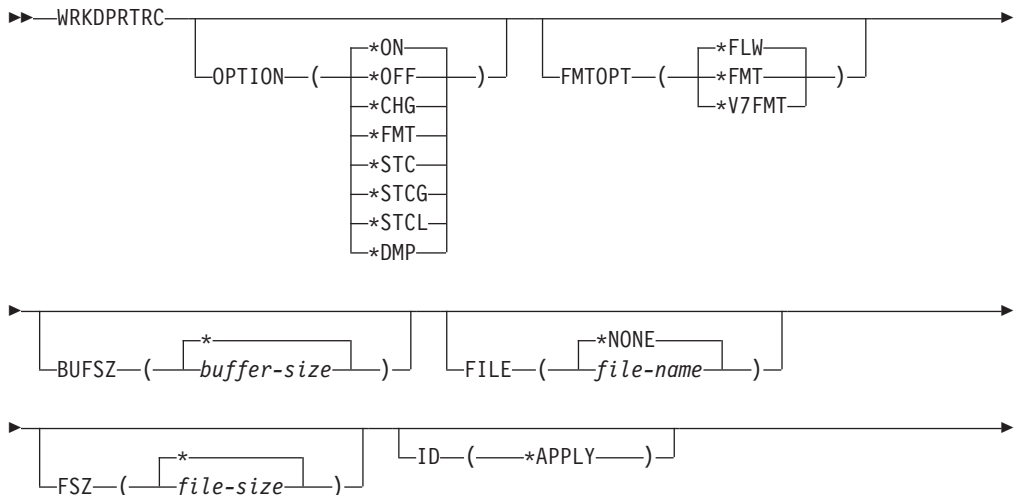 WRKDPRTRC
OPTION ( *ON )
*OFF
*CHG
*FMT
*STC
*STCG
*STCL
*DMP
FMTOPT ( *FLW )
*FMT
*V7FMT
BUFSZ ( * )
buffer-size
FILE ( *NONE )
file-name
FSZ ( * )
file-size
ID ( *APPLY )